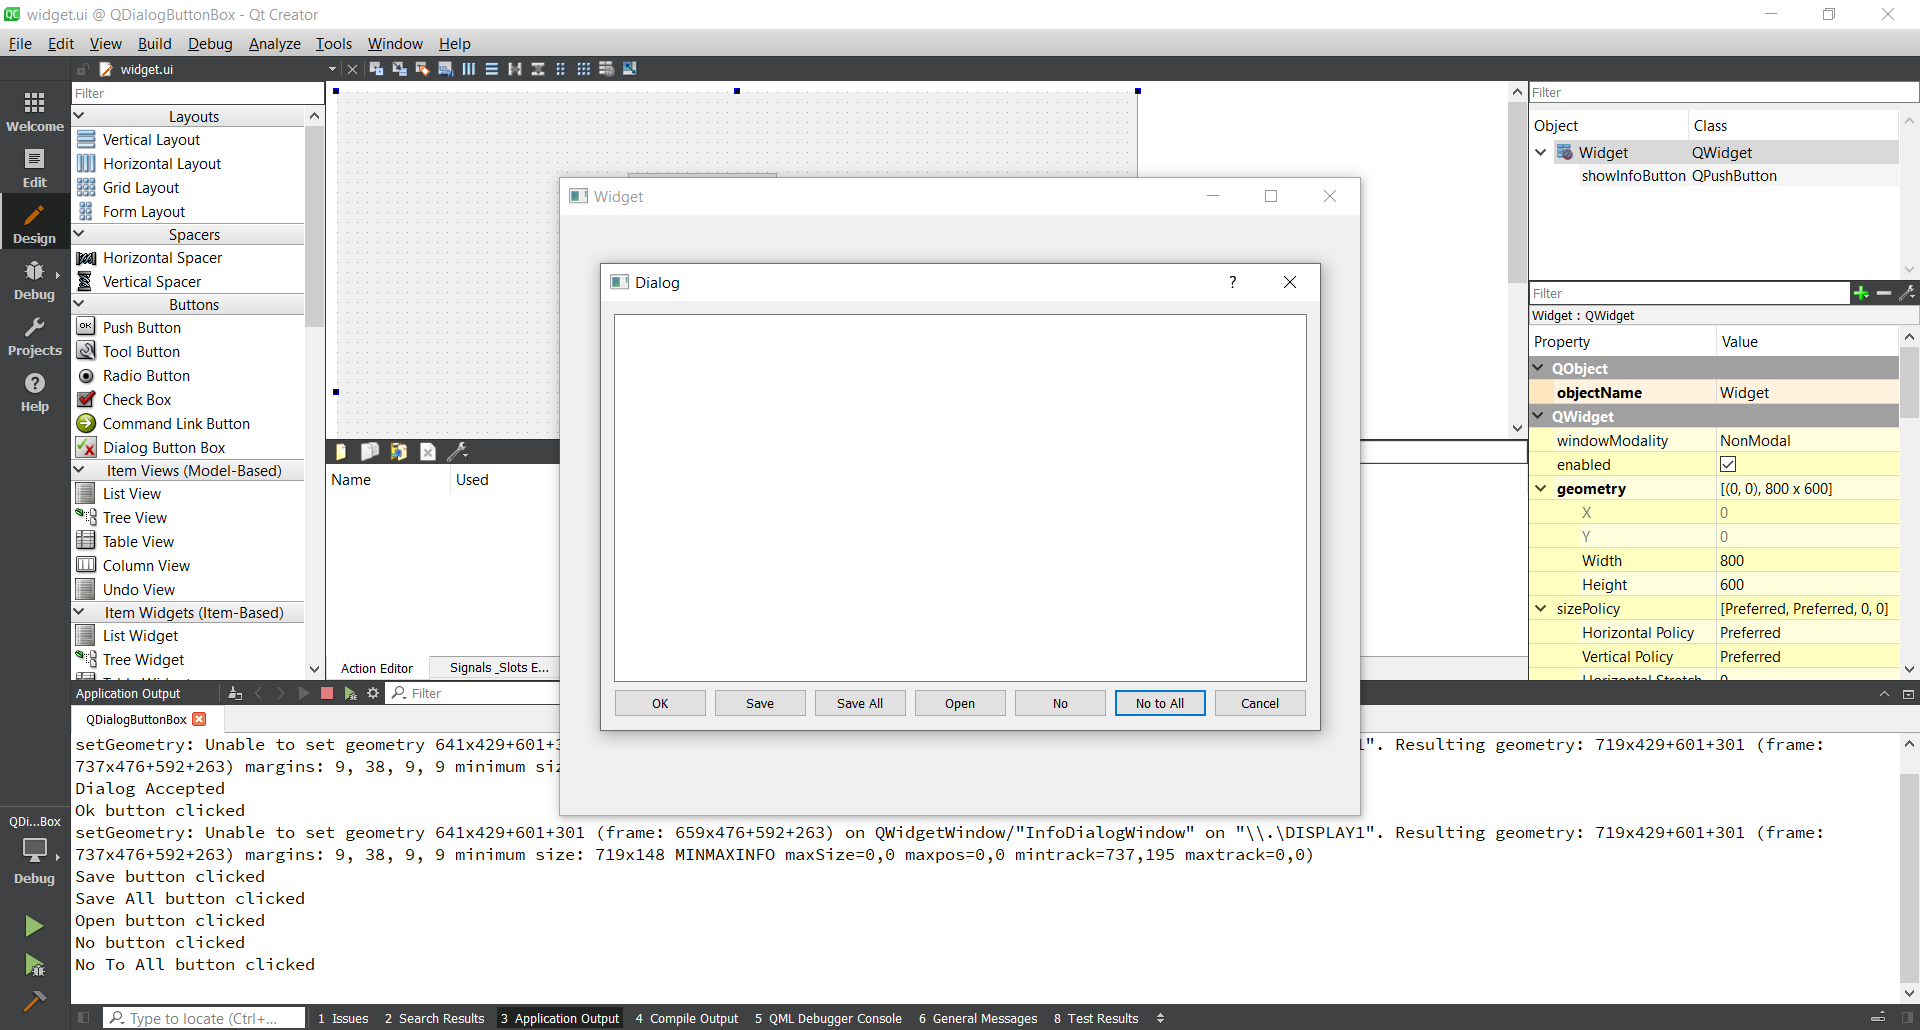 QC widget.ui @ QDialogButtonBox - Qt Creator
File Edit View Build Debug Analyze Tools Window Help
widget.ui
Welcome
Edit
Design
Debug
Projects
Help
QDi...Box
Debug
Filter
Layouts
Vertical Layout
Horizontal Layout
Grid Layout
Form Layout
Spacers
Horizontal Spacer
Vertical Spacer
Buttons
OK Push Button
Tool Button
Radio Button
Check Box
Command Link Button
Dialog Button Box
Item Views (Model-Based)
List View
Tree View
Table View
Column View
Undo View
Item Widgets (Item-Based)
List Widget
Tree Widget
Name Used
Action Editor Signals _Slots E...
Widget
Dialog ?
OK Save Save All Open No No to All Cancel
Filter
Object Class
Widget QWidget
showInfoButton QPushButton
Filter
Widget : QWidget
Property Value
QObject
objectName Widget
QWidget
windowModality NonModal
enabled
geometry [(0, 0), 800 x 600]
X 0
Y 0
Width 800
Height 600
sizePolicy [Preferred, Preferred, 0, 0]
Horizontal Policy Preferred
Vertical Policy Preferred
Horizontal Stretch 0
Application Output Filter
QDialogButtonBox
setGeometry: Unable to set geometry 641x429+601+3 1". Resulting geometry: 719x429+601+301 (frame:
737x476+592+263) margins: 9, 38, 9, 9 minimum siz
Dialog Accepted
Ok button clicked
setGeometry: Unable to set geometry 641x429+601+301 (frame: 659x476+592+263) on QWidgetWindow/"InfoDialogWindow" on "\\.\DISPLAY1". Resulting geometry: 719x429+601+301 (frame:
737x476+592+263) margins: 9, 38, 9, 9 minimum size: 719x148 MINMAXINFO maxSize=0,0 maxpos=0,0 mintrack=737,195 maxtrack=0,0)
Save button clicked
Save All button clicked
Open button clicked
No button clicked
No To All button clicked
Type to locate (Ctrl+... 1 Issues 2 Search Results 3 Application Output 4 Compile Output 5 QML Debugger Console 6 General Messages 8 Test Results